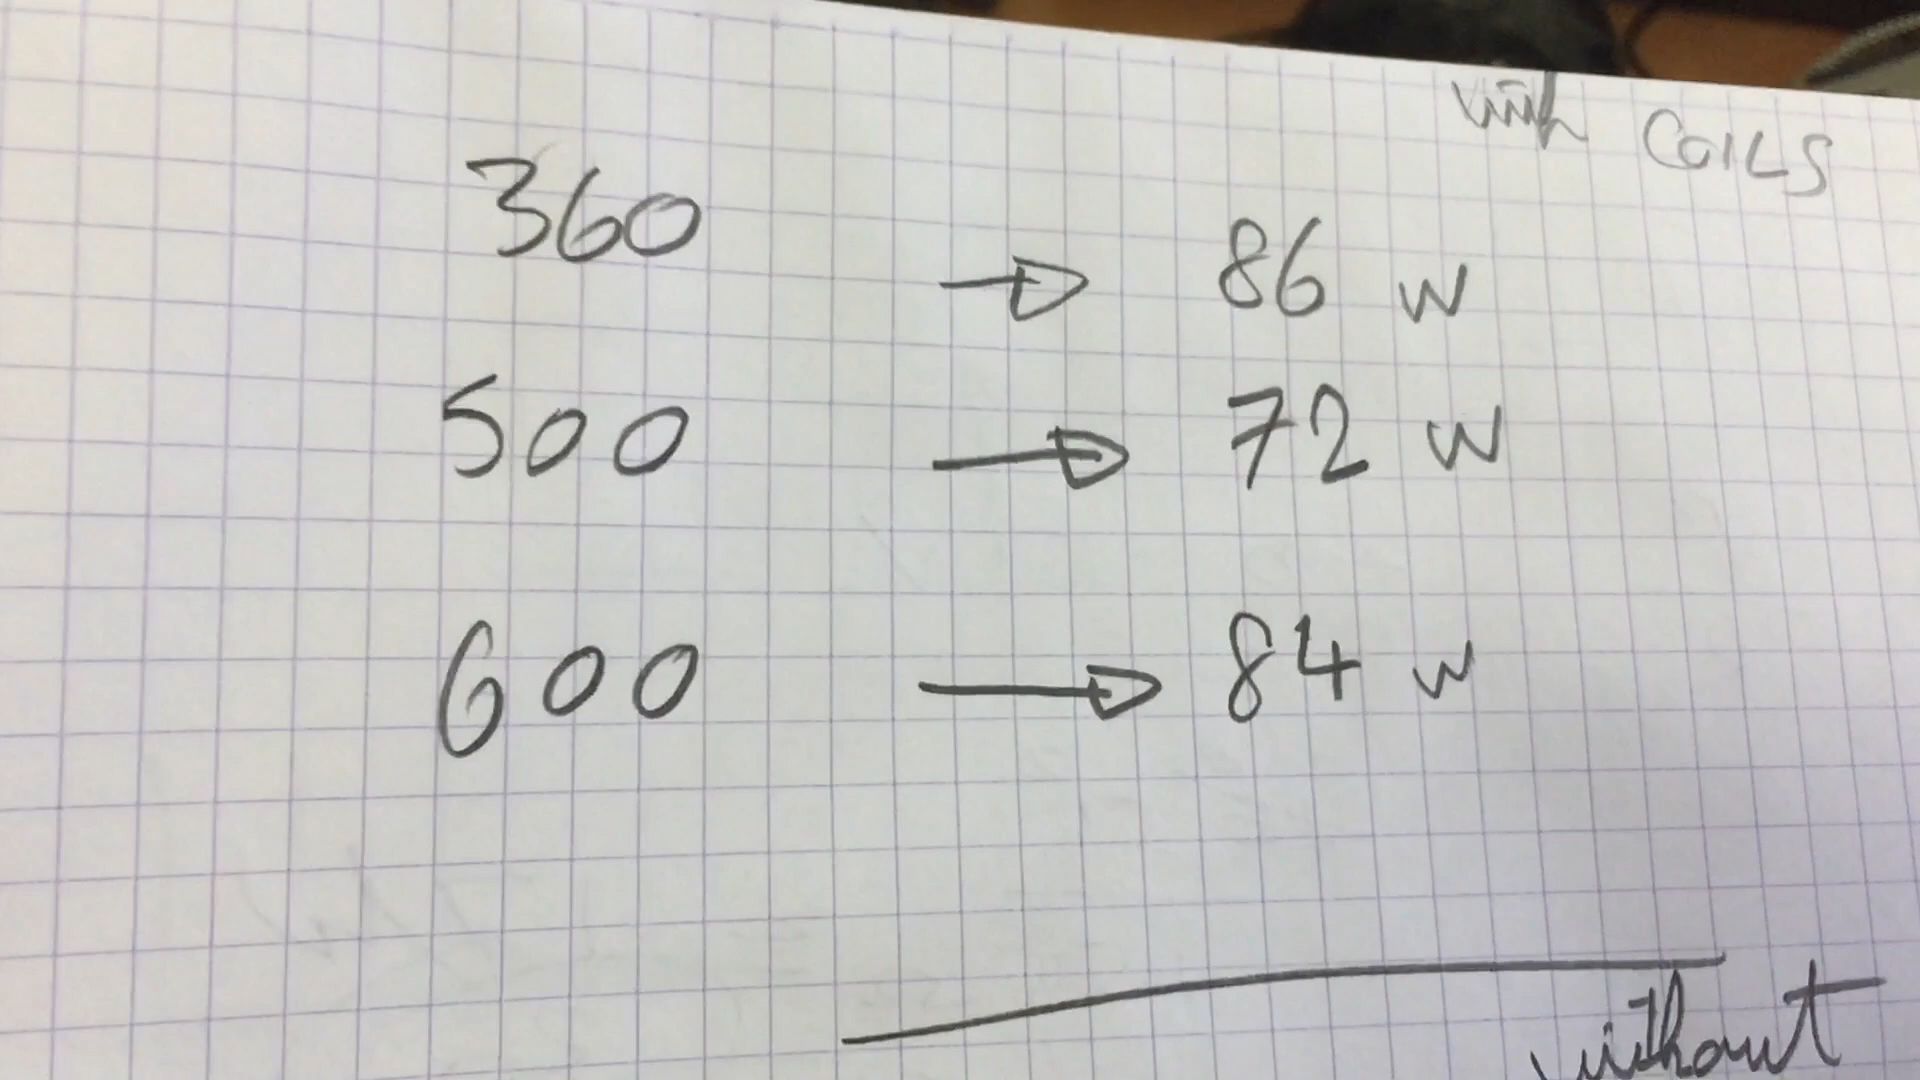 with COILS
360 → 86 W
500 → 72 W
600 → 84 W
without